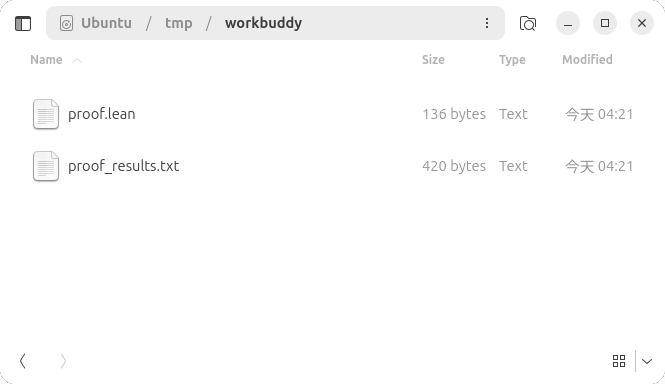 Ubuntu / tmp / workbuddy
Name Size Type Modified
proof.lean 136 bytes Text 今天 04:21
proof_results.txt 420 bytes Text 今天 04:21